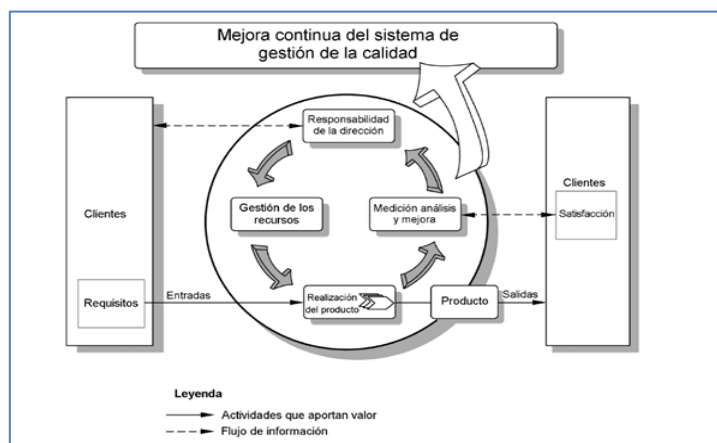 Mejora continua del sistema de
gestión de la calidad
Responsabilidad
de la dirección
Clientes
Gestión de los
recursos
Medición análisis
y mejora
Clientes
Satisfacción
Requisitos
Entradas
Realización
del producto
Producto
Salidas
Leyenda
Actividades que aportan valor
Flujo de información